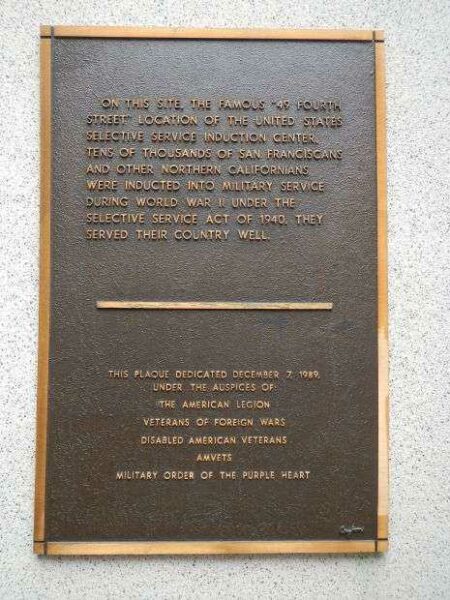 ON THIS SITE, THE FAMOUS "49 FOURTH
STREET" LOCATION OF THE UNITED STATES
SELECTIVE SERVICE INDUCTION CENTER,
TENS OF THOUSANDS OF SAN FRANCISCANS
AND OTHER NORTHERN CALIFORNIANS
WERE INDUCTED INTO MILITARY SERVICE
DURING WORLD WAR II UNDER THE
SELECTIVE SERVICE ACT OF 1940. THEY
SERVED THEIR COUNTRY WELL.
THIS PLAQUE DEDICATED DECEMBER 7, 1989,
UNDER THE AUSPICES OF:
THE AMERICAN LEGION
VETERANS OF FOREIGN WARS
DISABLED AMERICAN VETERANS
AMVETS
MILITARY ORDER OF THE PURPLE HEART